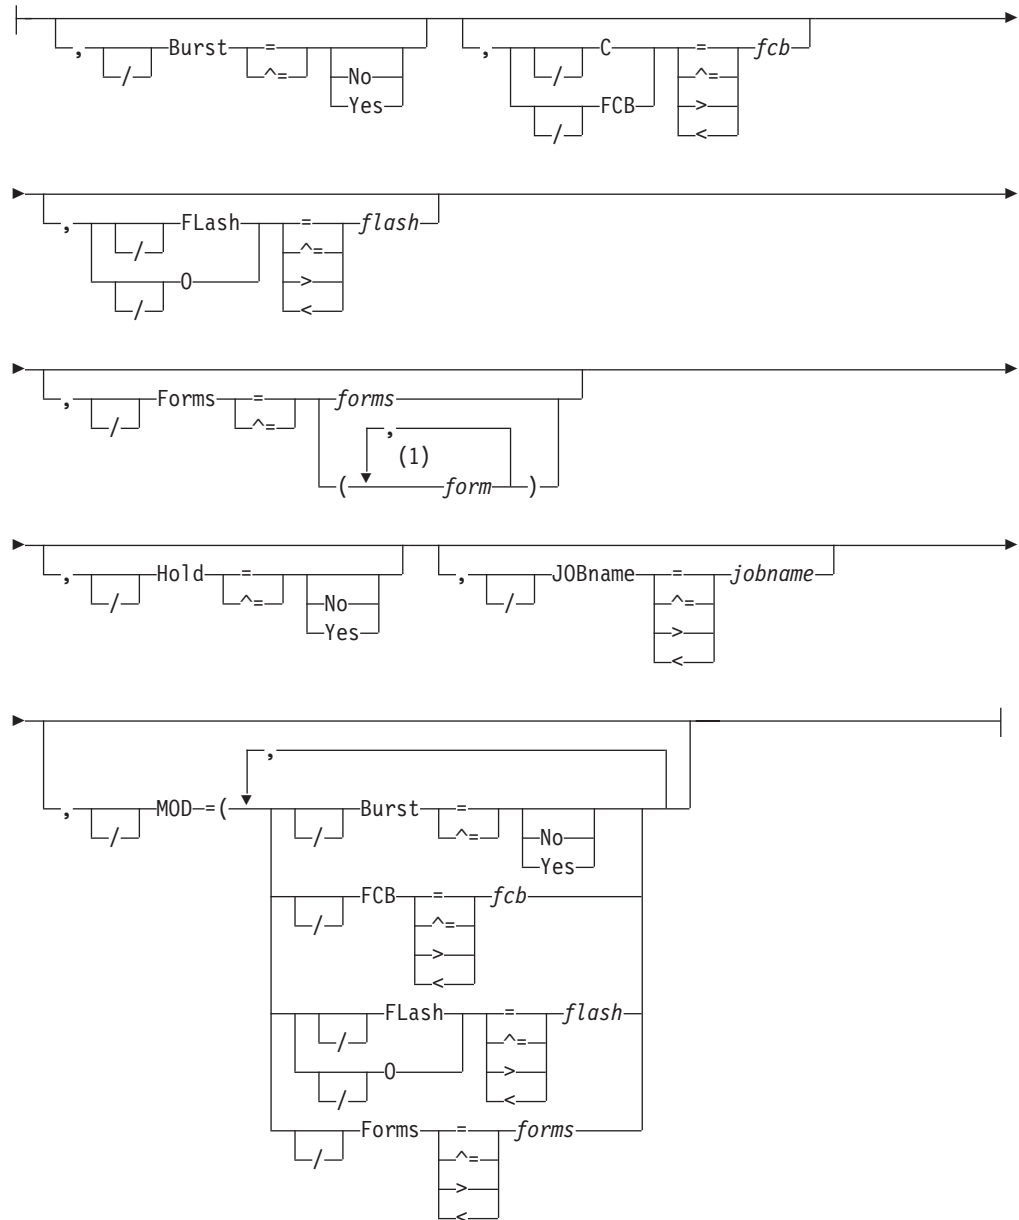 , / Burst = ^= No Yes , / C / FCB = ^= > < fcb
, / FLash / O = ^= > < flash
, / Forms = ^= forms ( , (1) form )
, / Hold = ^= No Yes , / JOBname = ^= > < jobname
, / MOD =( ,
/ Burst = ^= No Yes
/ FCB = ^= > < fcb
/ FLash / O = ^= > < flash
/ Forms = ^= > < forms